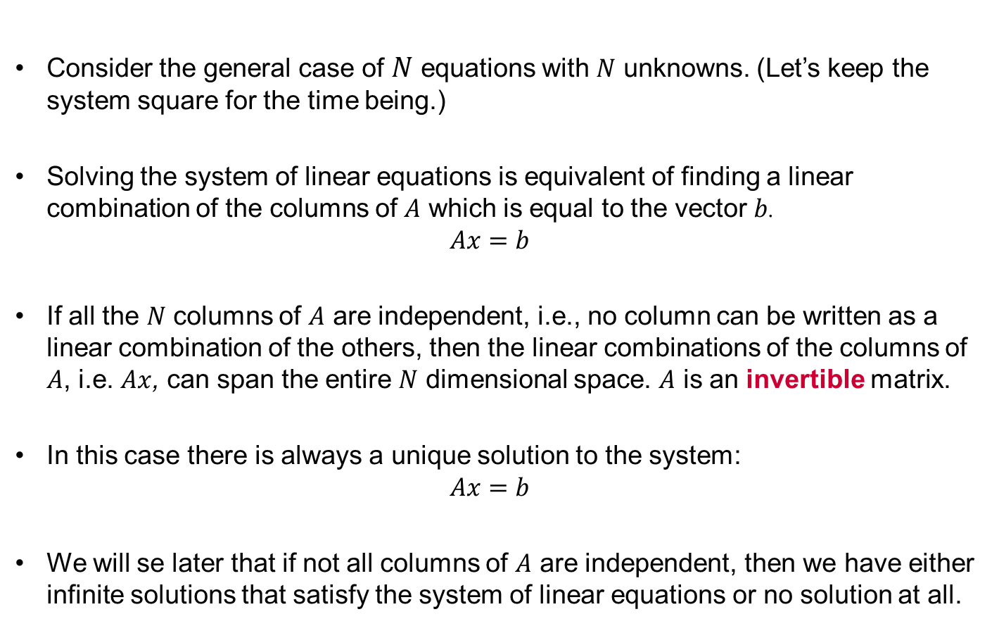 • Consider the general case of N equations with N unknowns. (Let’s keep the
system square for the time being.)
• Solving the system of linear equations is equivalent of finding a linear
combination of the columns of A which is equal to the vector b.
Ax = b
• If all the N columns of A are independent, i.e., no column can be written as a
linear combination of the others, then the linear combinations of the columns of
A, i.e. Ax, can span the entire N dimensional space. A is an invertible matrix.
• In this case there is always a unique solution to the system:
Ax = b
• We will se later that if not all columns of A are independent, then we have either
infinite solutions that satisfy the system of linear equations or no solution at all.